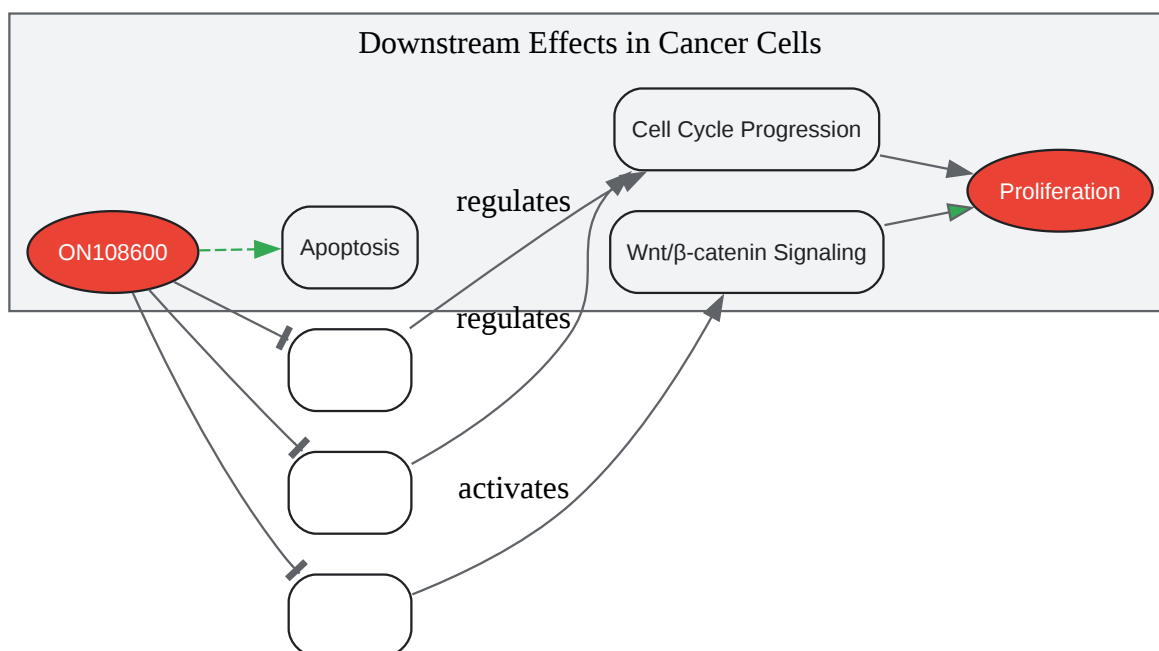 Downstream Effects in Cancer Cells
Cell Cycle Progression
Proliferation
regulates
ON108600
Apoptosis
Wnt/β-catenin Signaling
regulates
activates